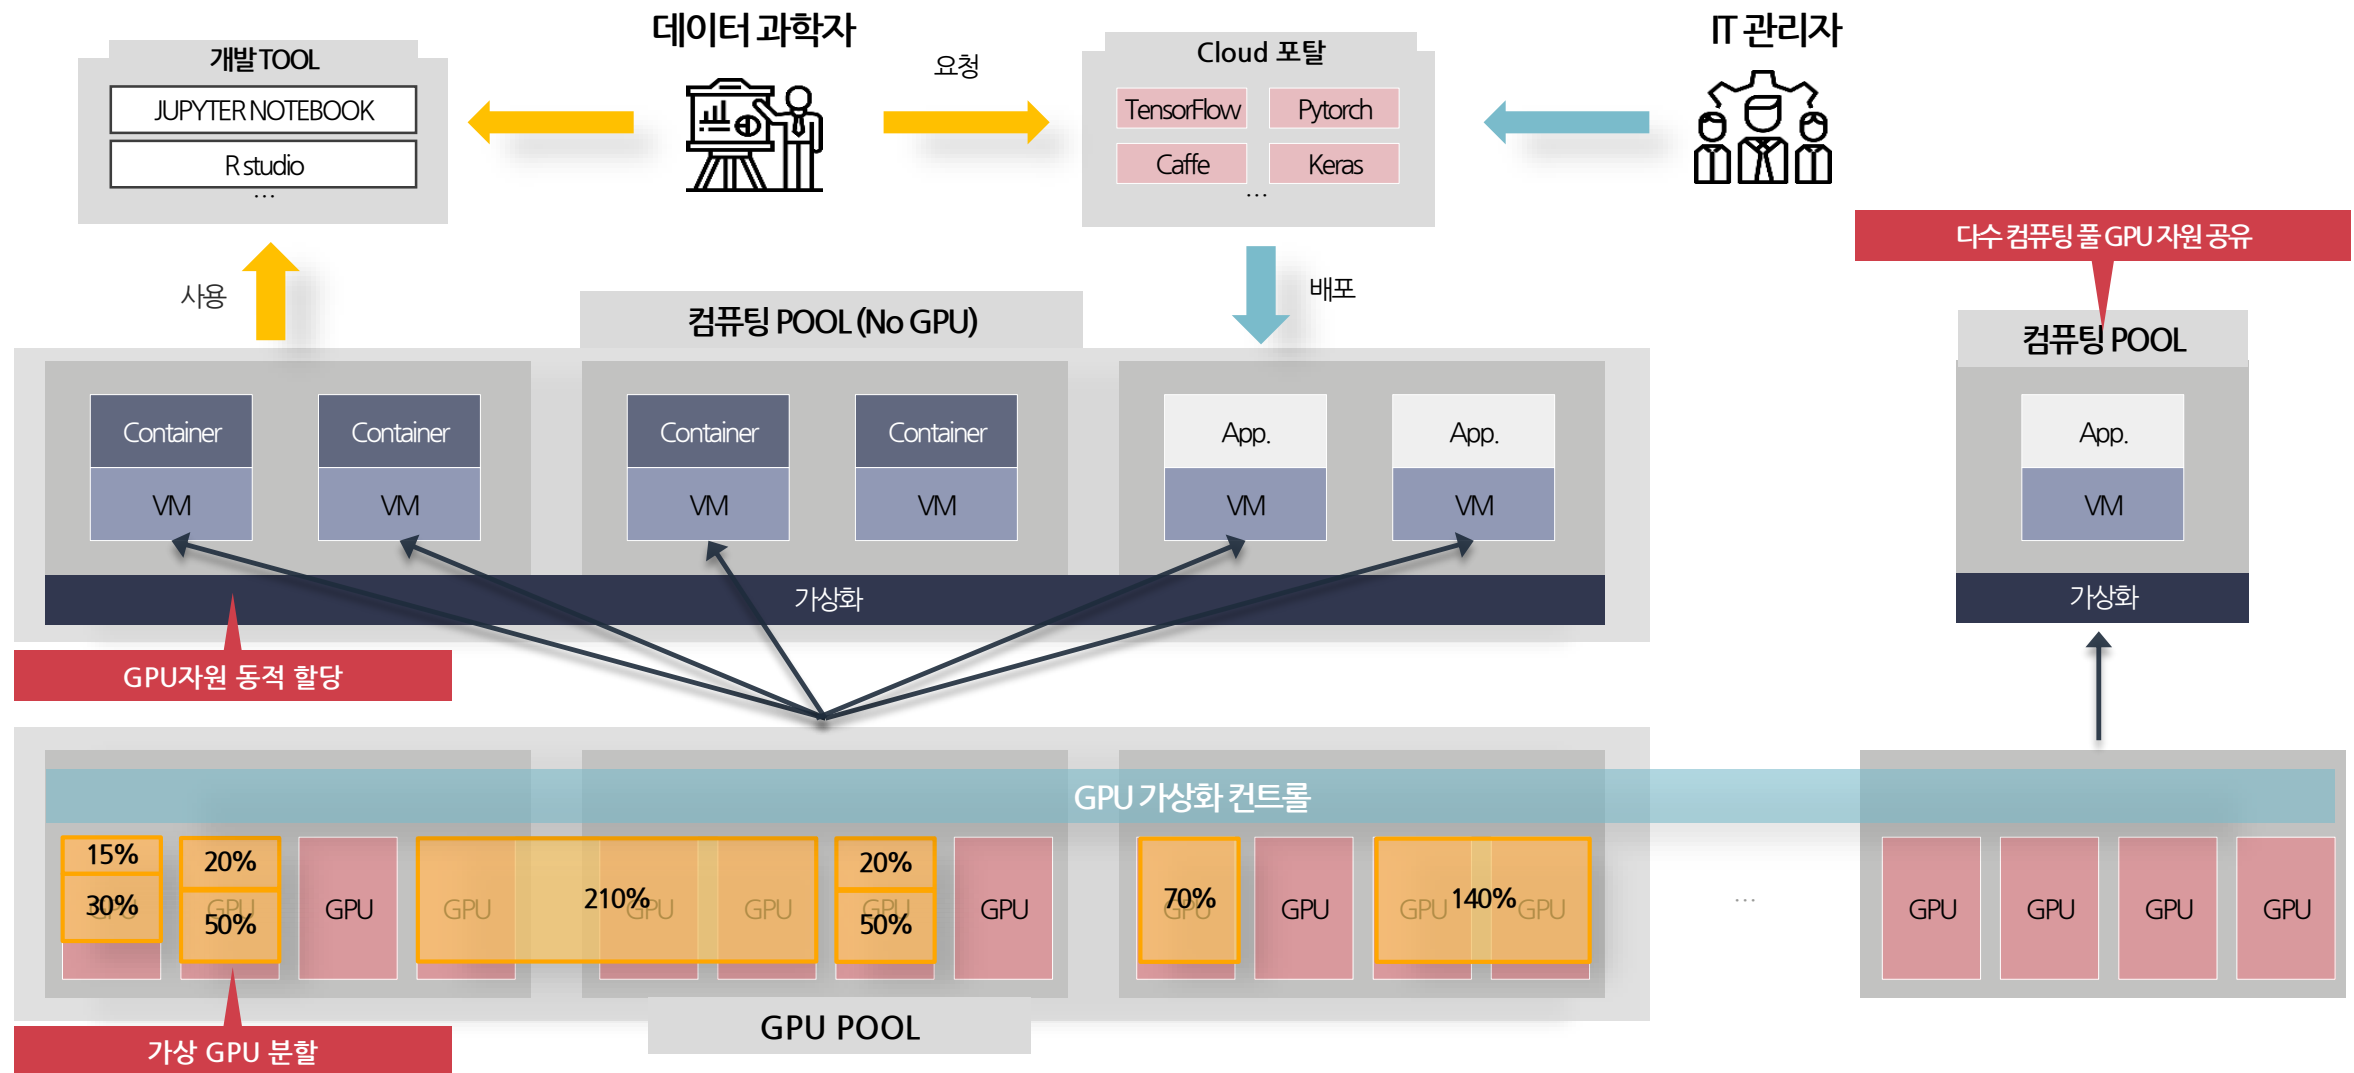 데이터 과학자
IT 관리자
개발 TOOL
JUPYTER NOTEBOOK
R studio
...
요청
Cloud 포탈
TensorFlow
Pytorch
Caffe
Keras
...
다수 컴퓨팅 풀 GPU 자원 공유
사용
배포
컴퓨팅 POOL (No GPU)
컴퓨팅 POOL
Container
Container
Container
Container
App.
App.
App.
VM
VM
VM
VM
VM
VM
VM
가상화
가상화
GPU자원 동적 할당
GPU 가상화 컨트롤
15%
30%
GPU
20%
50%
GPU
GPU
GPU
210%
GPU
GPU
20%
50%
GPU
GPU
70%
GPU
GPU
GPU
140%
GPU
...
GPU
GPU
GPU
GPU
GPU POOL
가상 GPU 분할